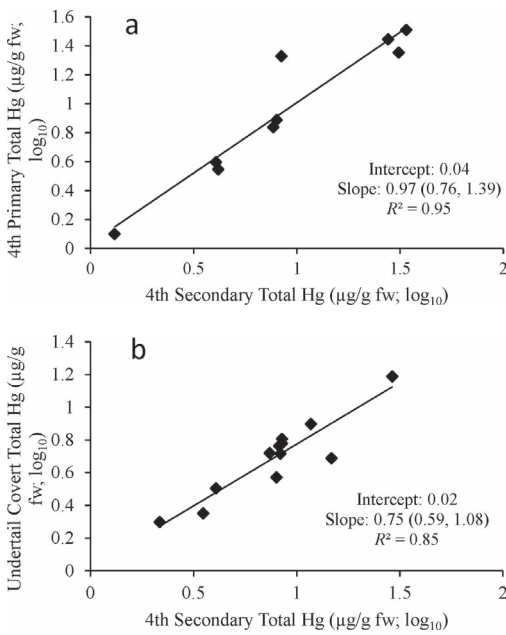 a
4th Primary Total Hg (µg/g fw;
log₁₀)
1.6
1.4
1.2
1
0.8
0.6
0.4
0.2
0
Intercept: 0.04
Slope: 0.97 (0.76, 1.39)
R² = 0.95
0
0.5
1
1.5
2
4th Secondary Total Hg (µg/g fw; log₁₀)
b
Undertail Covert Total Hg (µg/g
fw; log₁₀)
1.4
1.2
1
0.8
0.6
0.4
0.2
0
Intercept: 0.02
Slope: 0.75 (0.59, 1.08)
R² = 0.85
0
0.5
1
1.5
2
4th Secondary Total Hg (µg/g fw; log₁₀)